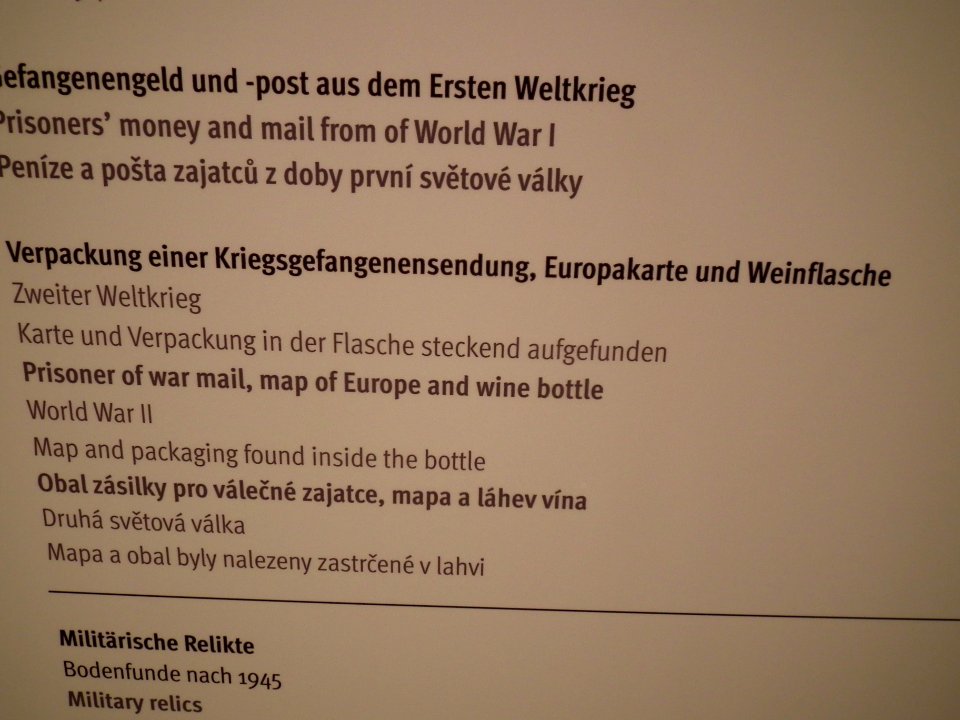 Gefangenengeld und -post aus dem Ersten Weltkrieg
Prisoners’ money and mail from of World War I
Peníze a pošta zajatců z doby první světové války
Verpackung einer Kriegsgefangenensendung, Europakarte und Weinflasche
Zweiter Weltkrieg
Karte und Verpackung in der Flasche steckend aufgefunden
Prisoner of war mail, map of Europe and wine bottle
World War II
Map and packaging found inside the bottle
Obal zásilky pro válečné zajatce, mapa a láhev vína
Druhá světová válka
Mapa a obal byly nalezeny zastrčené v lahvi
Militärische Relikte
Bodenfunde nach 1945
Military relics